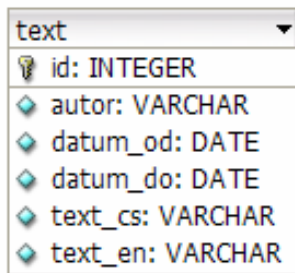 text
id: INTEGER
autor: VARCHAR
datum_od: DATE
datum_do: DATE
text_cs: VARCHAR
text_en: VARCHAR